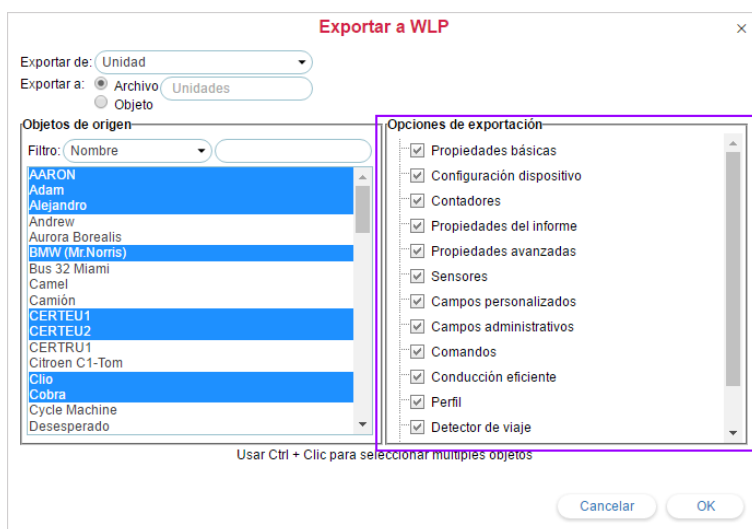 Exportar a WLP
×
Exportar de: Unidad
Exportar a: Archivo Unidades
Objeto
Objetos de origen
Filtro: Nombre
AARON
Adam
Alejandro
Andrew
Aurora Borealis
BMW (Mr.Norris)
Bus 32 Miami
Camel
Camión
CERTEU1
CERTEU2
CERTRU1
Citroen C1-Tom
Clio
Cobra
Cycle Machine
Desesperado
Opciones de exportación
Propiedades básicas
Configuración dispositivo
Contadores
Propiedades del informe
Propiedades avanzadas
Sensores
Campos personalizados
Campos administrativos
Comandos
Conducción eficiente
Perfil
Detector de viaje
Usar Ctrl + Clic para seleccionar múltiples objetos
Cancelar OK